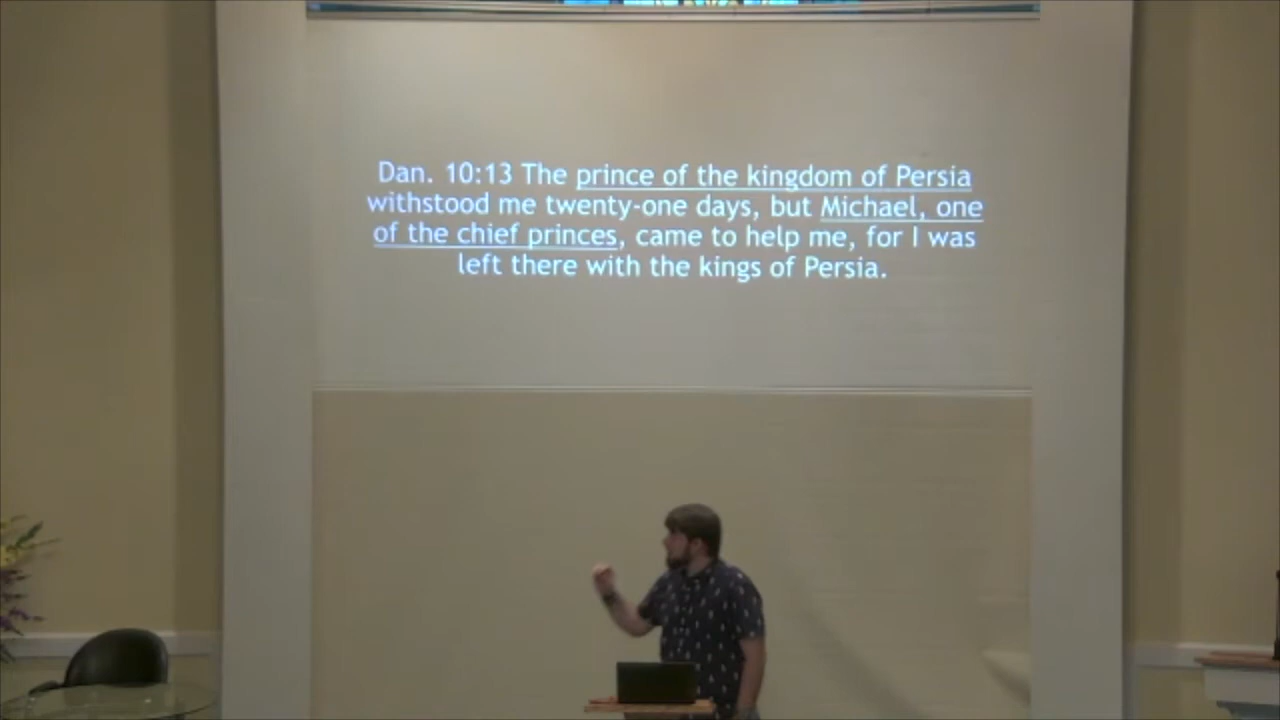 Dan. 10:13 The prince of the kingdom of Persia
withstood me twenty-one days, but Michael, one
of the chief princes, came to help me, for I was
left there with the kings of Persia.